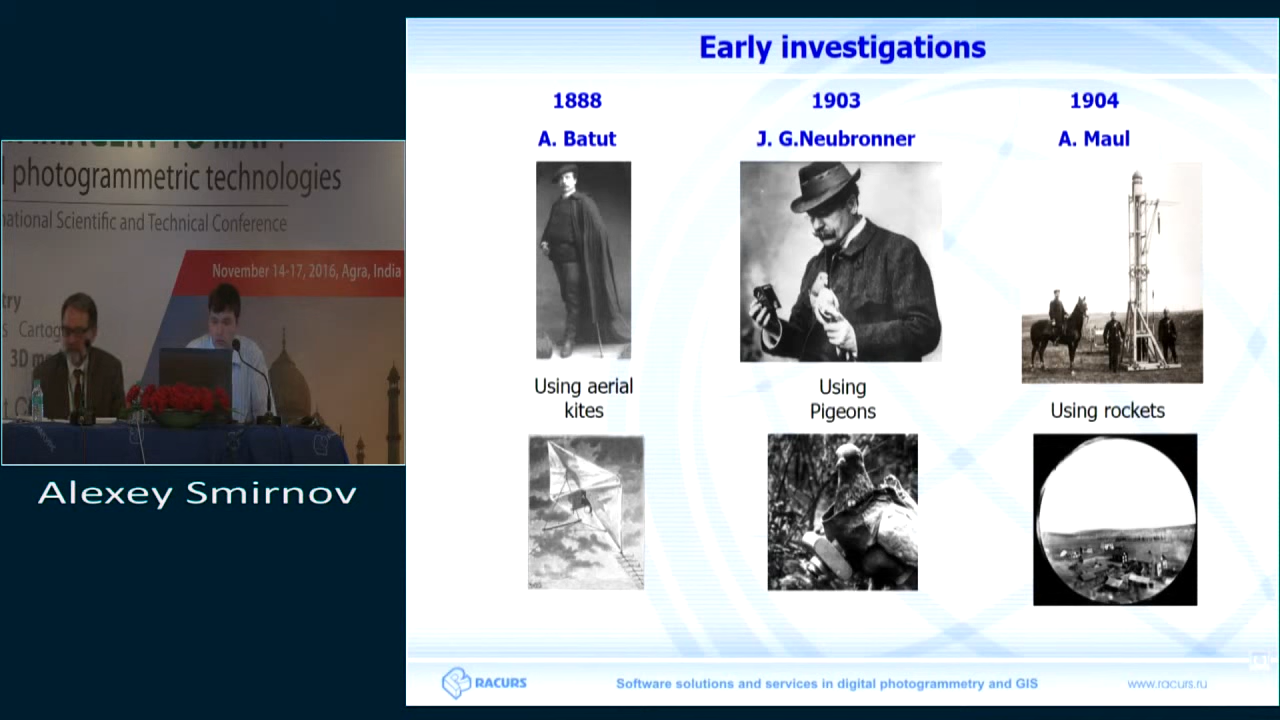 Early investigations
1888
A. Batut
1903
J. G.Neubronner
1904
A. Maul
Using aerial
kites
Using
Pigeons
Using rockets
photogrammetric technologies
Scientific and Technical Conference
November 14-17, 2016, Agra, India
3D
Alexey Smirnov
RACURS
Software solutions and services in digital photogrammetry and GIS
www.racurs.ru